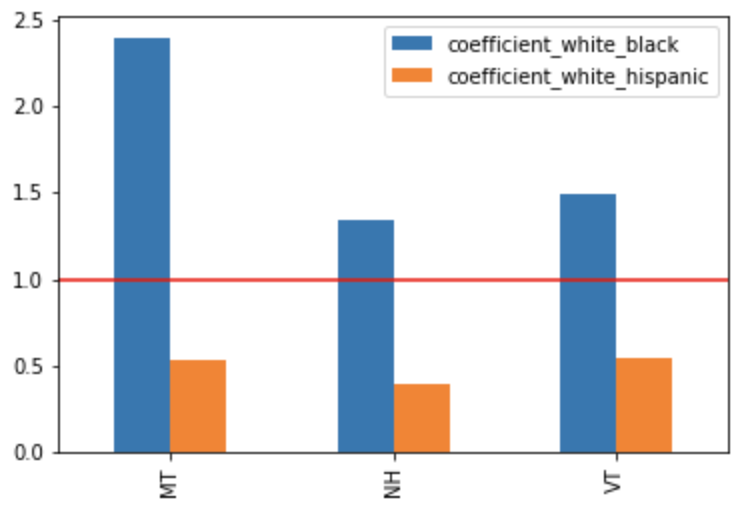 2.5
2.0
1.5
1.0
0.5
0.0
coefficient_white_black
coefficient_white_hispanic
MT
NH
VT